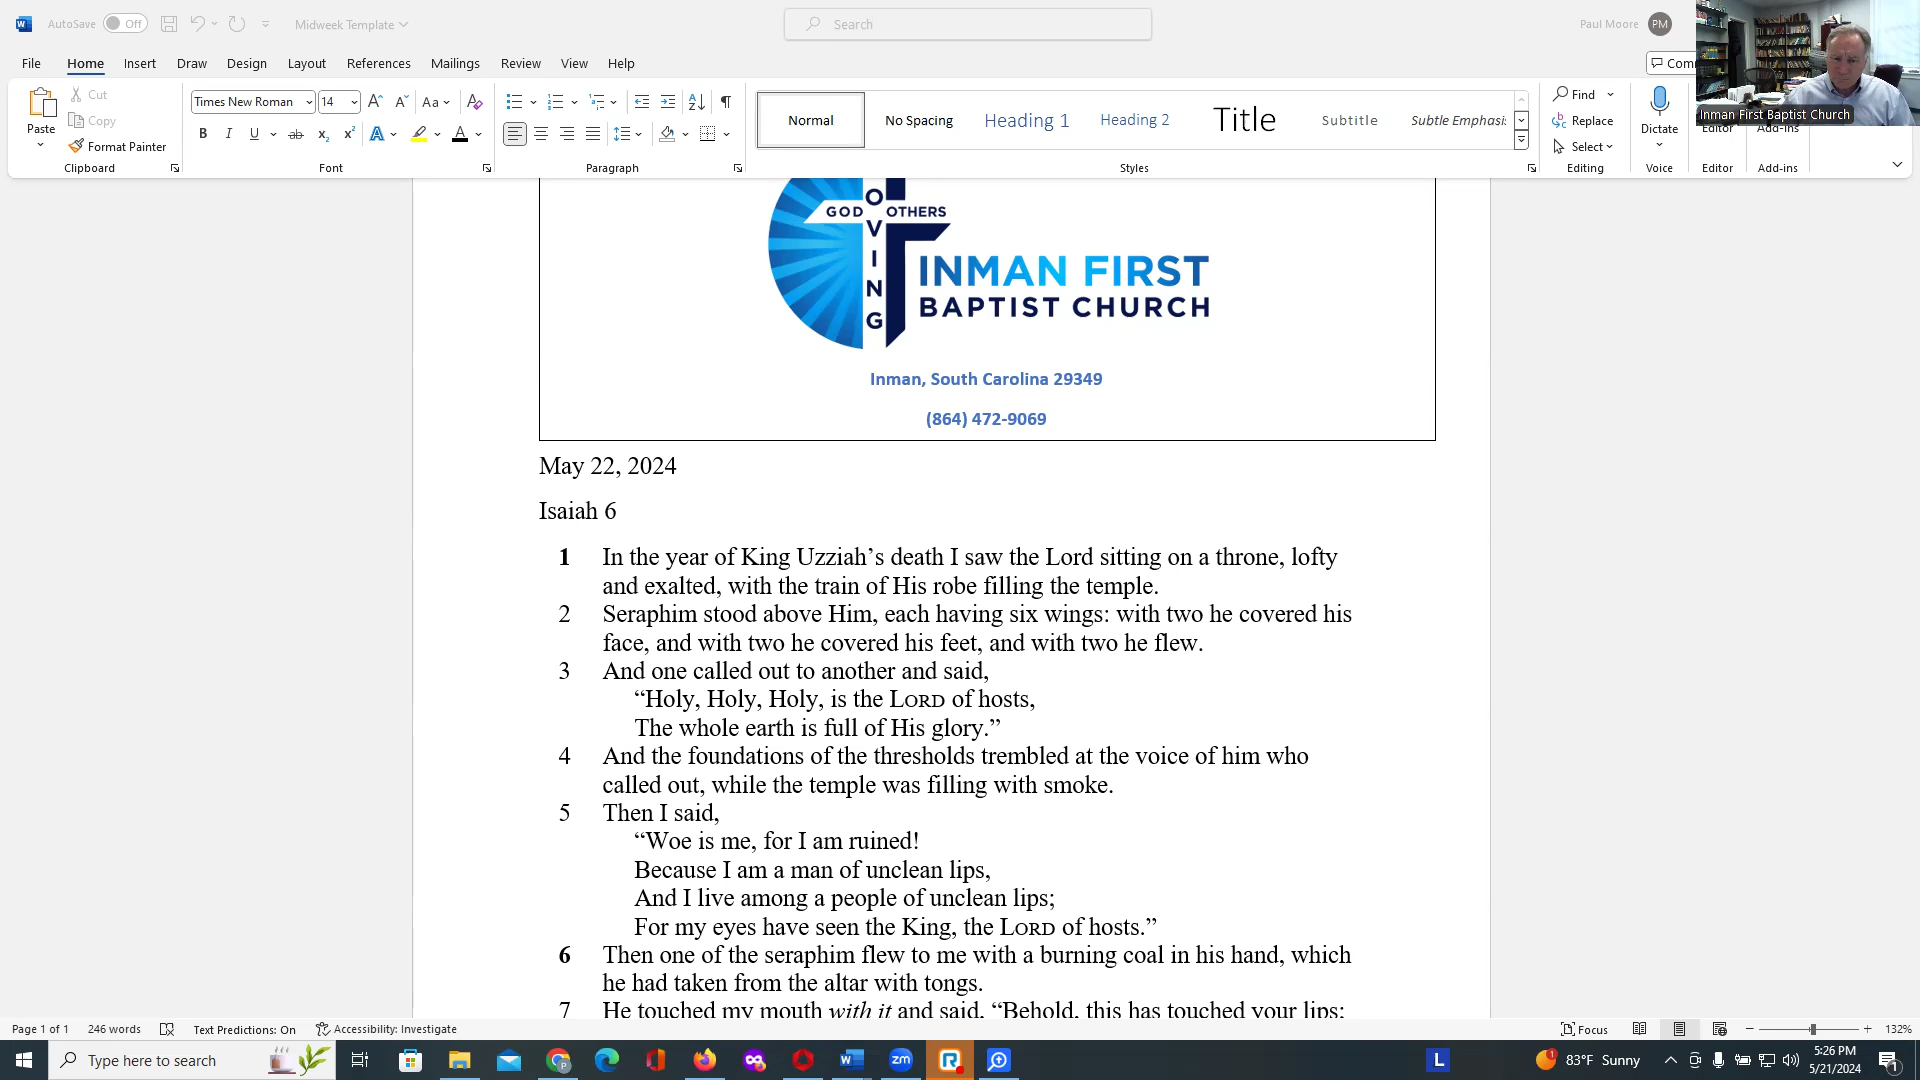 AutoSave Off Midweek Template Search Paul Moore PM
File Home Insert Draw Design Layout References Mailings Review View Help
Paste Cut Copy Format Painter Clipboard
Times New Roman 14 Aa Font
Paragraph
Normal No Spacing Heading 1 Heading 2 Title Subtitle Subtle Emphasis Styles
Find Replace Select Editing
Dictate Voice
Editor Editor
Add-ins Add-ins
Inman First Baptist Church
LOVING
GOD OTHERS
INMAN FIRST
BAPTIST CHURCH
Inman, South Carolina 29349
(864) 472-9069
May 22, 2024
Isaiah 6
1 In the year of King Uzziah’s death I saw the Lord sitting on a throne, lofty
and exalted, with the train of His robe filling the temple.
2 Seraphim stood above Him, each having six wings: with two he covered his
face, and with two he covered his feet, and with two he flew.
3 And one called out to another and said,
“Holy, Holy, Holy, is the LORD of hosts,
The whole earth is full of His glory.”
4 And the foundations of the thresholds trembled at the voice of him who
called out, while the temple was filling with smoke.
5 Then I said,
“Woe is me, for I am ruined!
Because I am a man of unclean lips,
And I live among a people of unclean lips;
For my eyes have seen the King, the LORD of hosts.”
6 Then one of the seraphim flew to me with a burning coal in his hand, which
he had taken from the altar with tongs.
7 He touched my mouth with it and said, “Behold, this has touched your lips;
Page 1 of 1 246 words Text Predictions: On Accessibility: Investigate Focus 132%
Type here to search 83°F Sunny 5:26 PM
5/21/2024